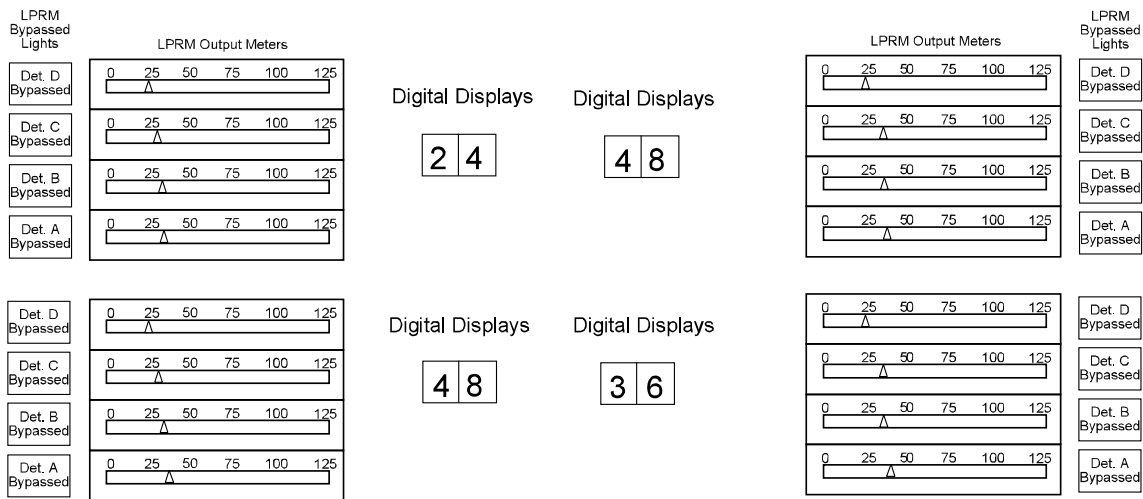 LPRM
Bypassed
Lights
LPRM Output Meters
Det. D
Bypassed
0 25 50 75 100 125
Det. C
Bypassed
0 25 50 75 100 125
Det. B
Bypassed
0 25 50 75 100 125
Det. A
Bypassed
0 25 50 75 100 125
Digital Displays
2 4
Digital Displays
4 8
LPRM Output Meters
LPRM
Bypassed
Lights
0 25 50 75 100 125
Det. D
Bypassed
0 25 50 75 100 125
Det. C
Bypassed
0 25 50 75 100 125
Det. B
Bypassed
0 25 50 75 100 125
Det. A
Bypassed
Det. D
Bypassed
0 25 50 75 100 125
Det. C
Bypassed
0 25 50 75 100 125
Det. B
Bypassed
0 25 50 75 100 125
Det. A
Bypassed
0 25 50 75 100 125
Digital Displays
4 8
Digital Displays
3 6
0 25 50 75 100 125
Det. D
Bypassed
0 25 50 75 100 125
Det. C
Bypassed
0 25 50 75 100 125
Det. B
Bypassed
0 25 50 75 100 125
Det. A
Bypassed